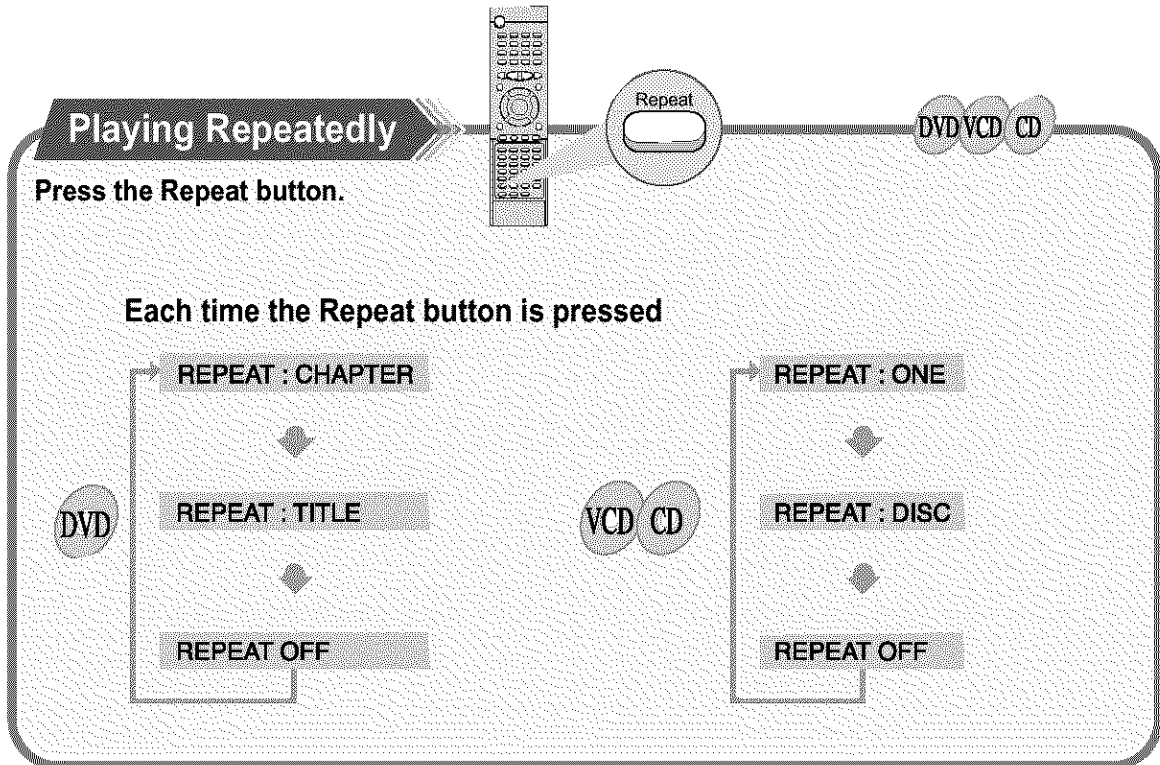 Repeat
Playing Repeatedly
DVD VCD CD
Press the Repeat button.
Each time the Repeat button is pressed
DVD
REPEAT : CHAPTER
REPEAT : TITLE
REPEAT OFF
VCD CD
REPEAT : ONE
REPEAT : DISC
REPEAT OFF